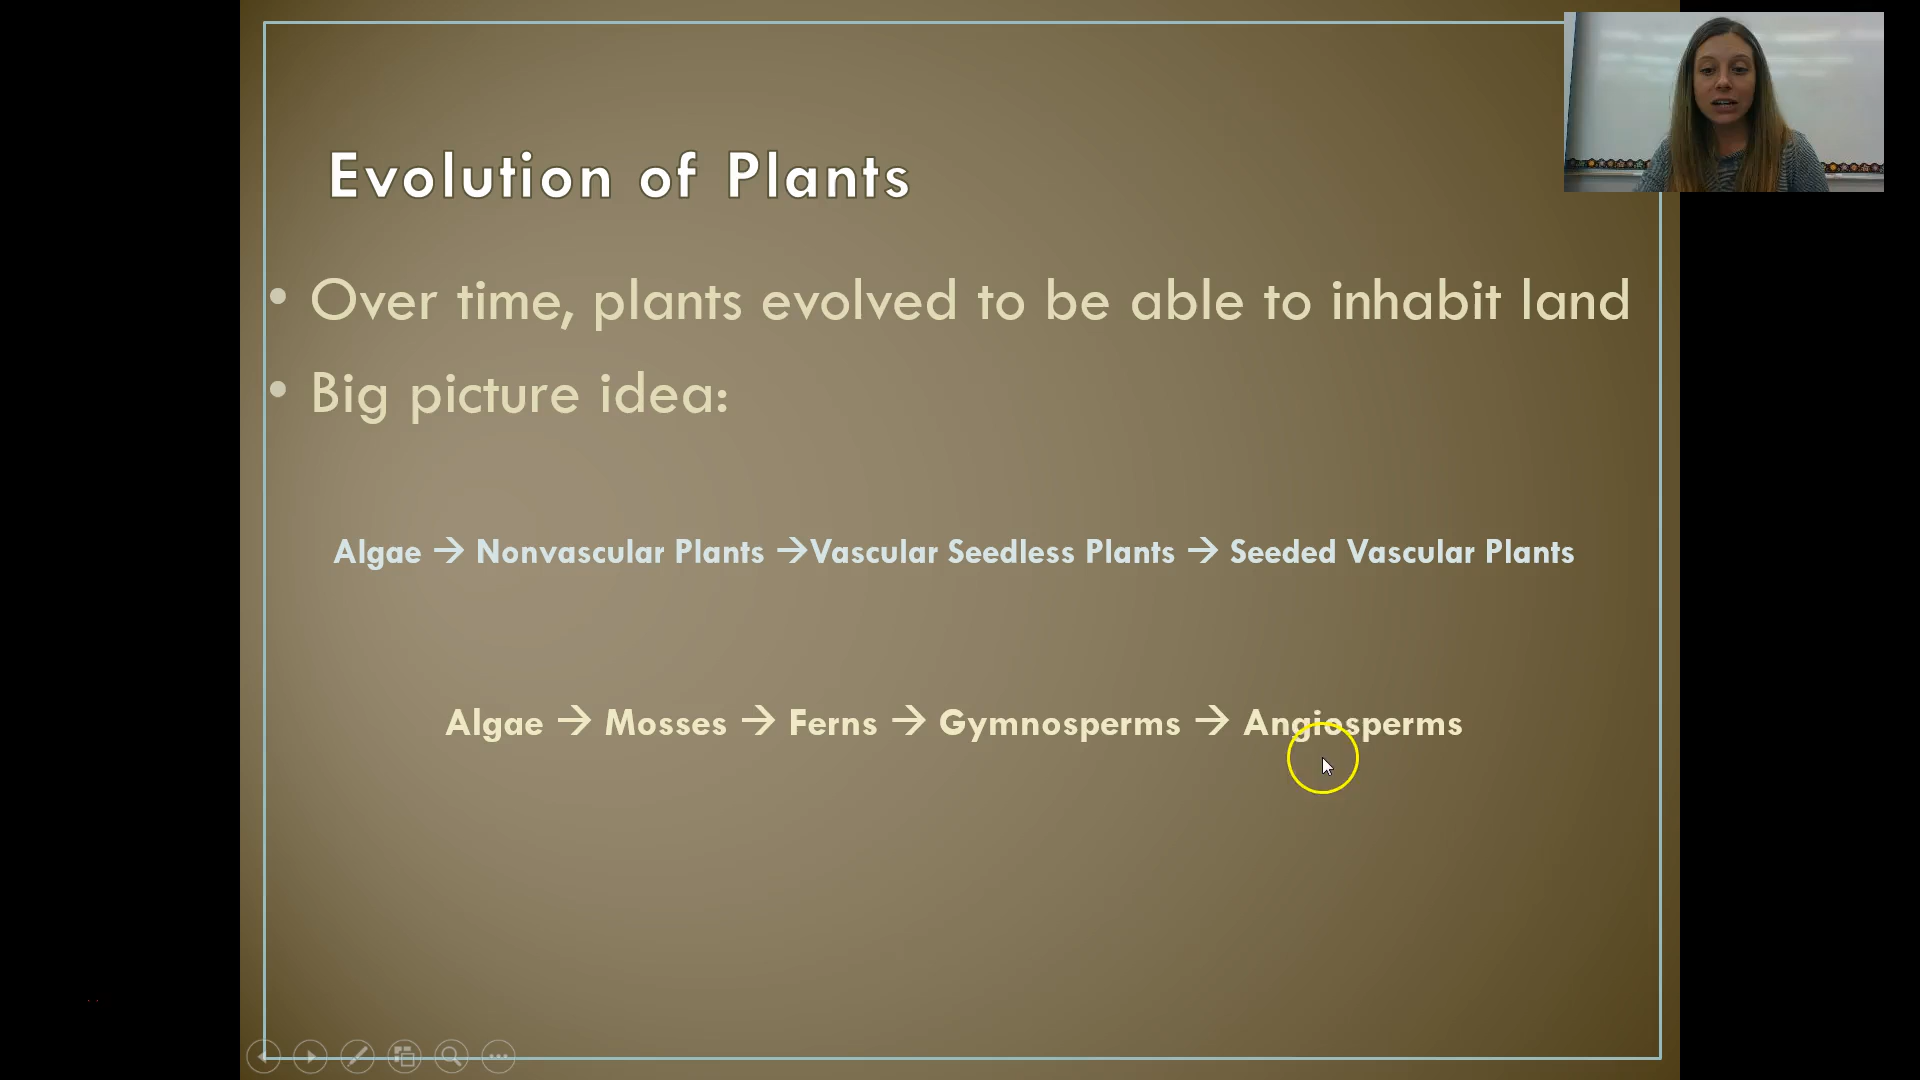 Evolution of Plants
• Over time, plants evolved to be able to inhabit land
• Big picture idea:
Algae → Nonvascular Plants →Vascular Seedless Plants → Seeded Vascular Plants
Algae → Mosses → Ferns → Gymnosperms → Angiosperms